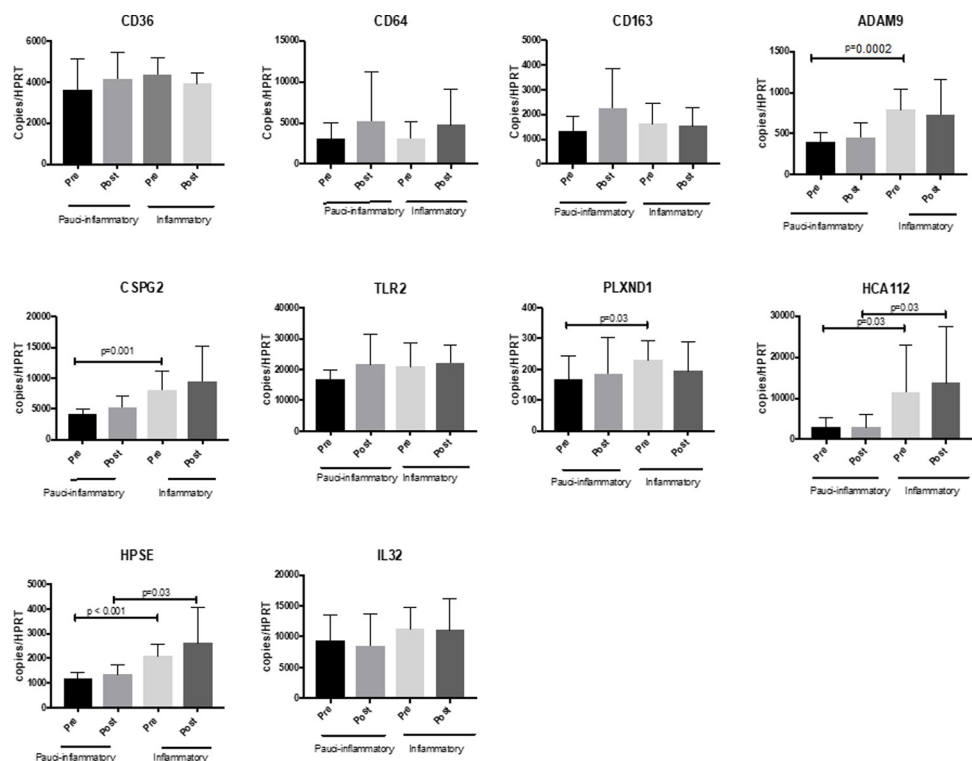 CD36
Copies/HPRT
6000
4000
2000
0
Pre
Post
Pre
Post
Pauci-inflammatory
Inflammatory
CD64
Copies/HPRT
15000
10000
5000
0
Pre
Post
Pre
Post
Pauci-inflammatory
Inflammatory
CD163
Copies/HPRT
5000
4000
3000
2000
1000
0
Pre
Post
Pre
Post
Pauci-inflammatory
Inflammatory
ADAM9
copies/HPRT
1500
1000
500
0
p=0.0002
Pre
Post
Pre
Post
Pauci-inflammatory
Inflammatory
CSPG2
copies/HPRT
20000
15000
10000
5000
0
p=0.001
Pre
Post
Pre
Post
Pauci-inflammatory
Inflammatory
TLR2
copies/HPRT
40000
30000
20000
10000
0
Pre
Post
Pre
Post
Pauci-inflammatory
Inflammatory
PLXND1
copies/HPRT
400
300
200
100
0
p=0.03
Pre
Post
Pre
Post
Pauci-inflammatory
Inflammatory
HCA112
copies/HPRT
30000
20000
10000
0
p=0.03
p=0.03
Pre
Post
Pre
Post
Pauci-inflammatory
Inflammatory
HPSE
copies/HPRT
5000
4000
3000
2000
1000
0
p=0.03
p < 0.001
Pre
Post
Pre
Post
Pauci-inflammatory
Inflammatory
IL32
copies/HPRT
20000
15000
10000
5000
0
Pre
Post
Pre
Post
Pauci-inflammatory
Inflammatory